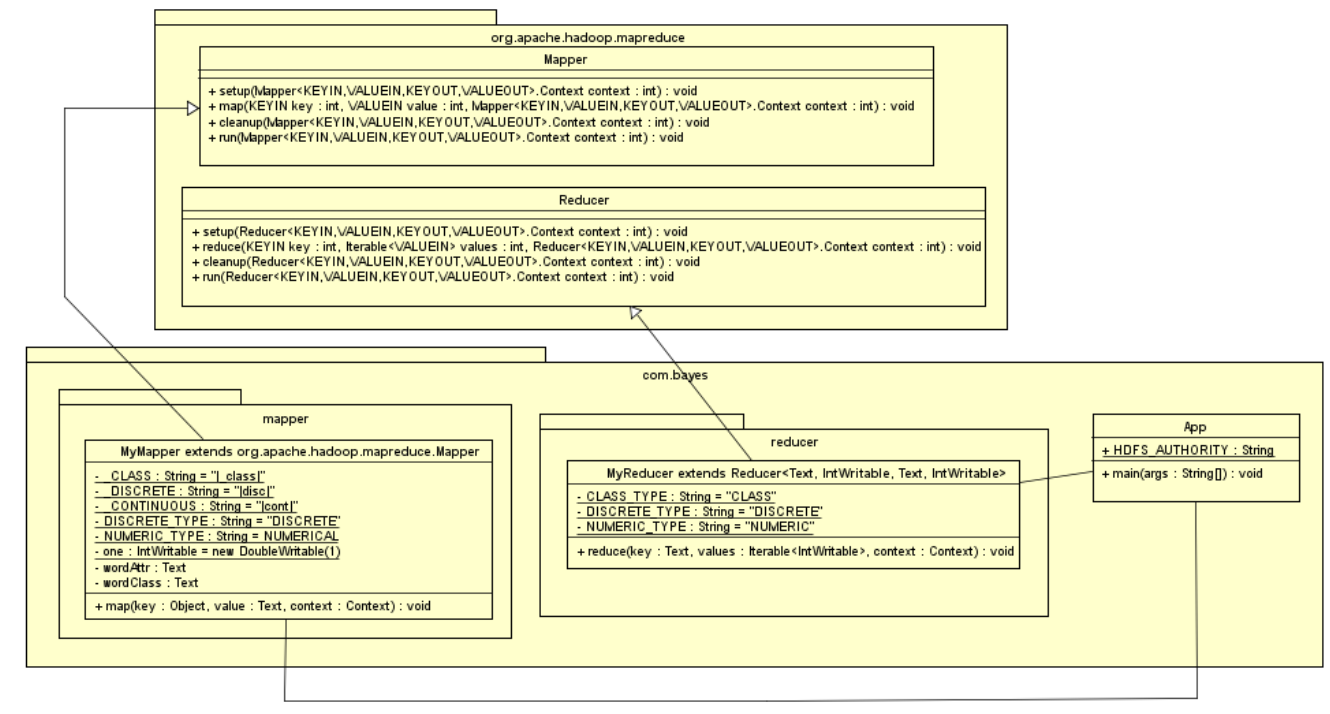 org.apache.hadoop.mapreduce
Mapper
+ setup(Mapper<KEYIN,VALUEIN,KEYOUT,VALUEOUT>.Context context : int) : void
+ map(KEYIN key : int, VALUEIN value : int, Mapper<KEYIN,VALUEIN,KEYOUT,VALUEOUT>.Context context : int) : void
+ cleanup(Mapper<KEYIN,VALUEIN,KEYOUT,VALUEOUT>.Context context : int) : void
+ run(Mapper<KEYIN,VALUEIN,KEYOUT,VALUEOUT>.Context context : int) : void
Reducer
+ setup(Reducer<KEYIN,VALUEIN,KEYOUT,VALUEOUT>.Context context : int) : void
+ reduce(KEYIN key : int, Iterable<VALUEIN> values : int, Reducer<KEYIN,VALUEIN,KEYOUT,VALUEOUT>.Context context : int) : void
+ cleanup(Reducer<KEYIN,VALUEIN,KEYOUT,VALUEOUT>.Context context : int) : void
+ run(Reducer<KEYIN,VALUEIN,KEYOUT,VALUEOUT>.Context context : int) : void
com.bayes
mapper
MyMapper extends org.apache.hadoop.mapreduce.Mapper
- _CLASS : String = "|_class|"
- _DISCRETE : String = "|disc|"
- _CONTINUOUS : String = "|cont|"
- DISCRETE_TYPE : String = "DISCRETE"
- NUMERIC_TYPE : String = NUMERICAL
- one : IntWritable = new DoubleWritable(1)
- wordAttr : Text
- wordClass : Text
+ map(key : Object, value : Text, context : Context) : void
reducer
MyReducer extends Reducer<Text, IntWritable, Text, IntWritable>
- CLASS_TYPE : String = "CLASS"
- DISCRETE_TYPE : String = "DISCRETE"
- NUMERIC_TYPE : String = "NUMERIC"
+ reduce(key : Text, values : Iterable<IntWritable>, context : Context) : void
App
+ HDFS_AUTHORITY : String
+ main(args : String[]) : void